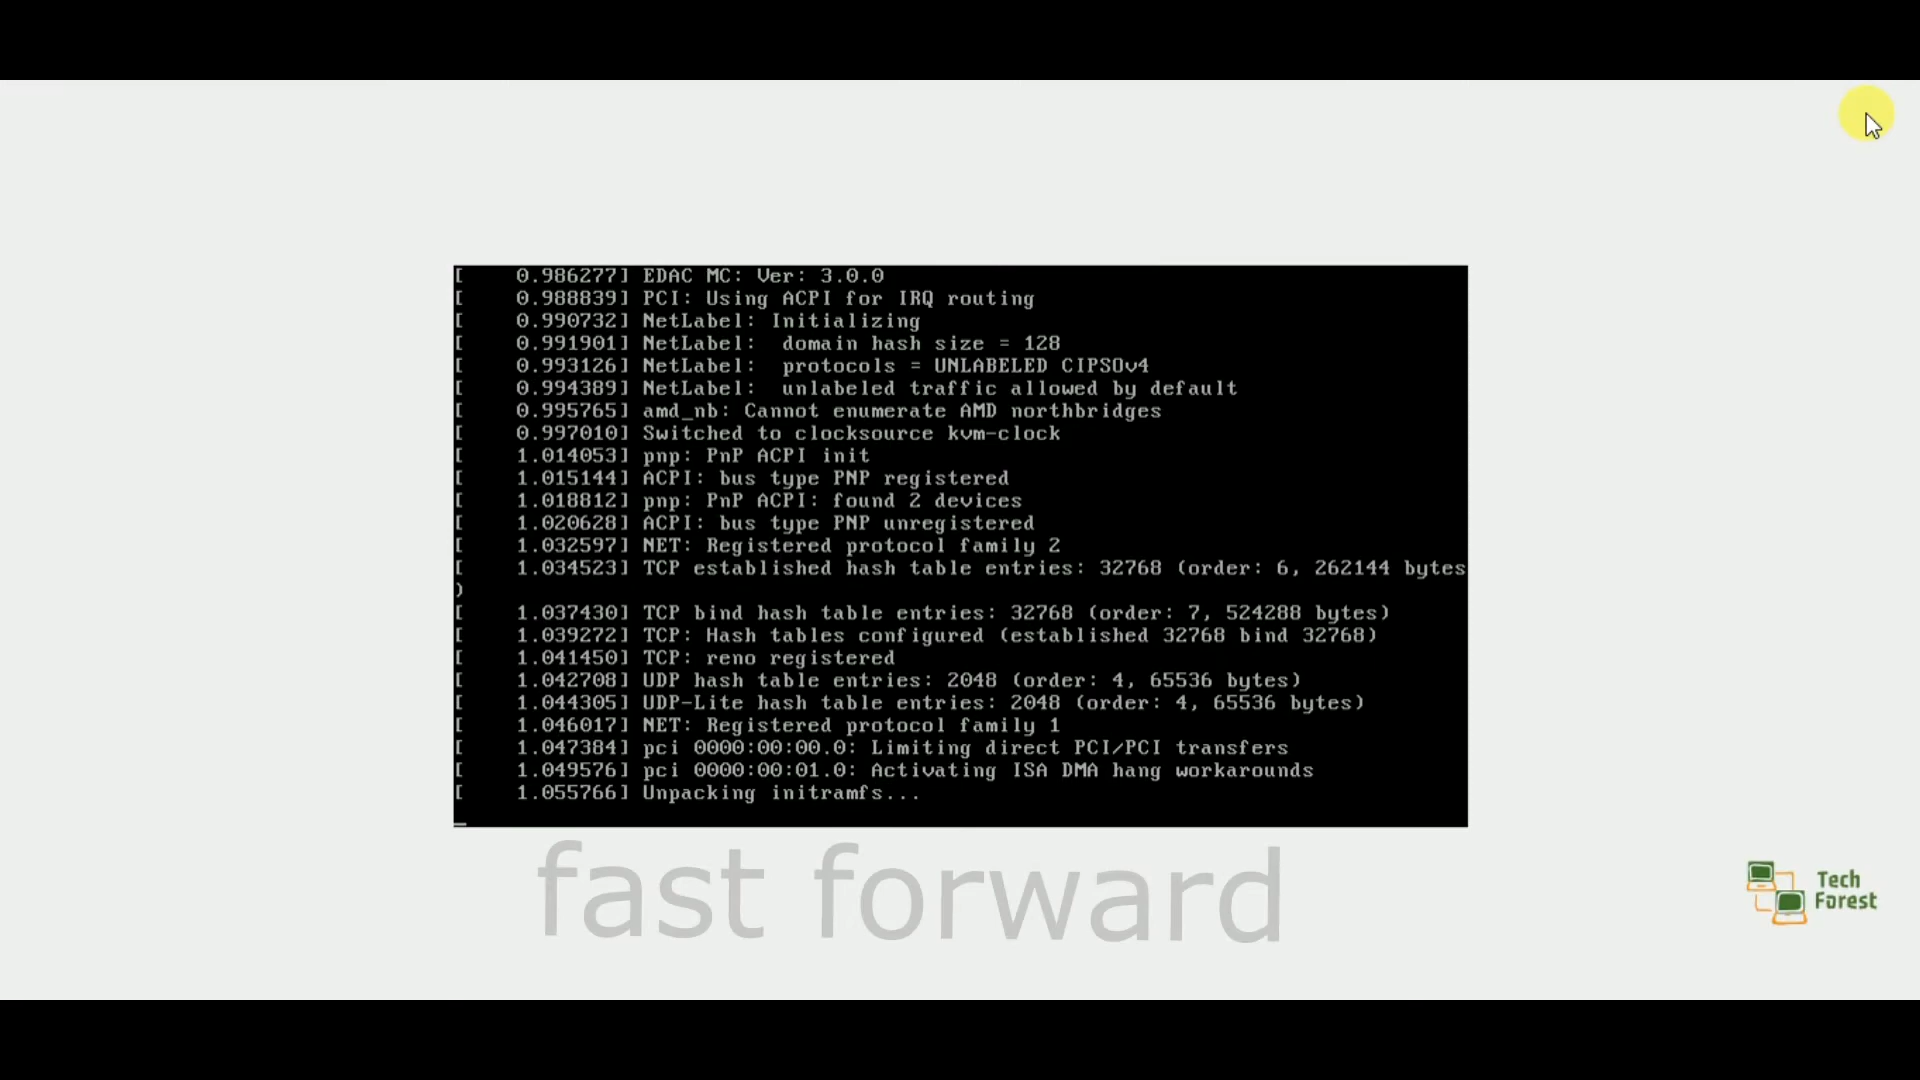 [    0.986277] EDAC MC: Ver: 3.0.0
[    0.988839] PCI: Using ACPI for IRQ routing
[    0.990732] NetLabel: Initializing
[    0.991901] NetLabel:  domain hash size = 128
[    0.993126] NetLabel:  protocols = UNLABELED CIPSOv4
[    0.994389] NetLabel:  unlabeled traffic allowed by default
[    0.995765] amd_nb: Cannot enumerate AMD northbridges
[    0.997010] Switched to clocksource kvm-clock
[    1.014053] pnp: PnP ACPI init
[    1.015144] ACPI: bus type PNP registered
[    1.018812] pnp: PnP ACPI: found 2 devices
[    1.020628] ACPI: bus type PNP unregistered
[    1.032597] NET: Registered protocol family 2
[    1.034523] TCP established hash table entries: 32768 (order: 6, 262144 bytes
)
[    1.037430] TCP bind hash table entries: 32768 (order: 7, 524288 bytes)
[    1.039272] TCP: Hash tables configured (established 32768 bind 32768)
[    1.041450] TCP: reno registered
[    1.042708] UDP hash table entries: 2048 (order: 4, 65536 bytes)
[    1.044305] UDP-Lite hash table entries: 2048 (order: 4, 65536 bytes)
[    1.046017] NET: Registered protocol family 1
[    1.047384] pci 0000:00:00.0: Limiting direct PCI/PCI transfers
[    1.049576] pci 0000:00:01.0: Activating ISA DMA hang workarounds
[    1.055766] Unpacking initramfs...
fast forward
Tech
Forest